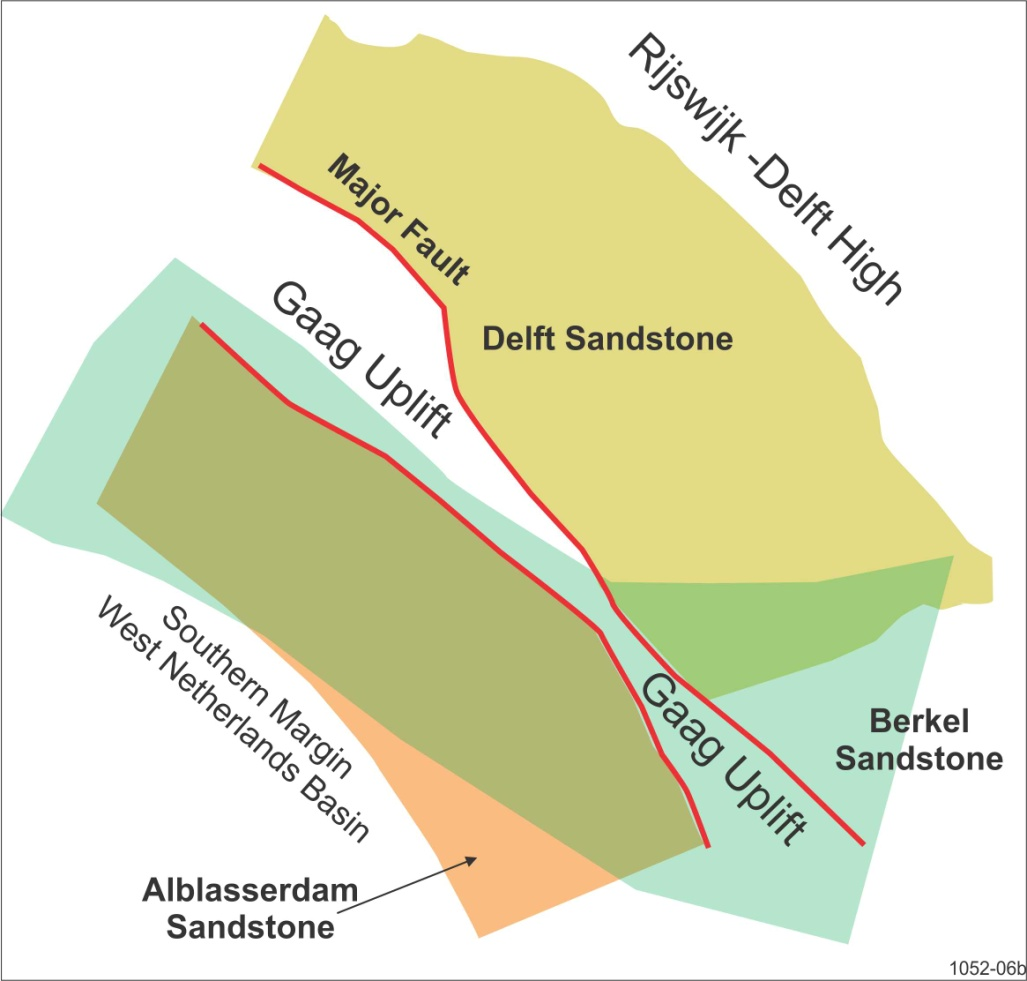 Rijswijk -Delft High
Major Fault
Gaag Uplift
Delft Sandstone
Southern Margin
West Netherlands Basin
Gaag Uplift
Berkel
Sandstone
Alblasserdam
Sandstone
1052-06b